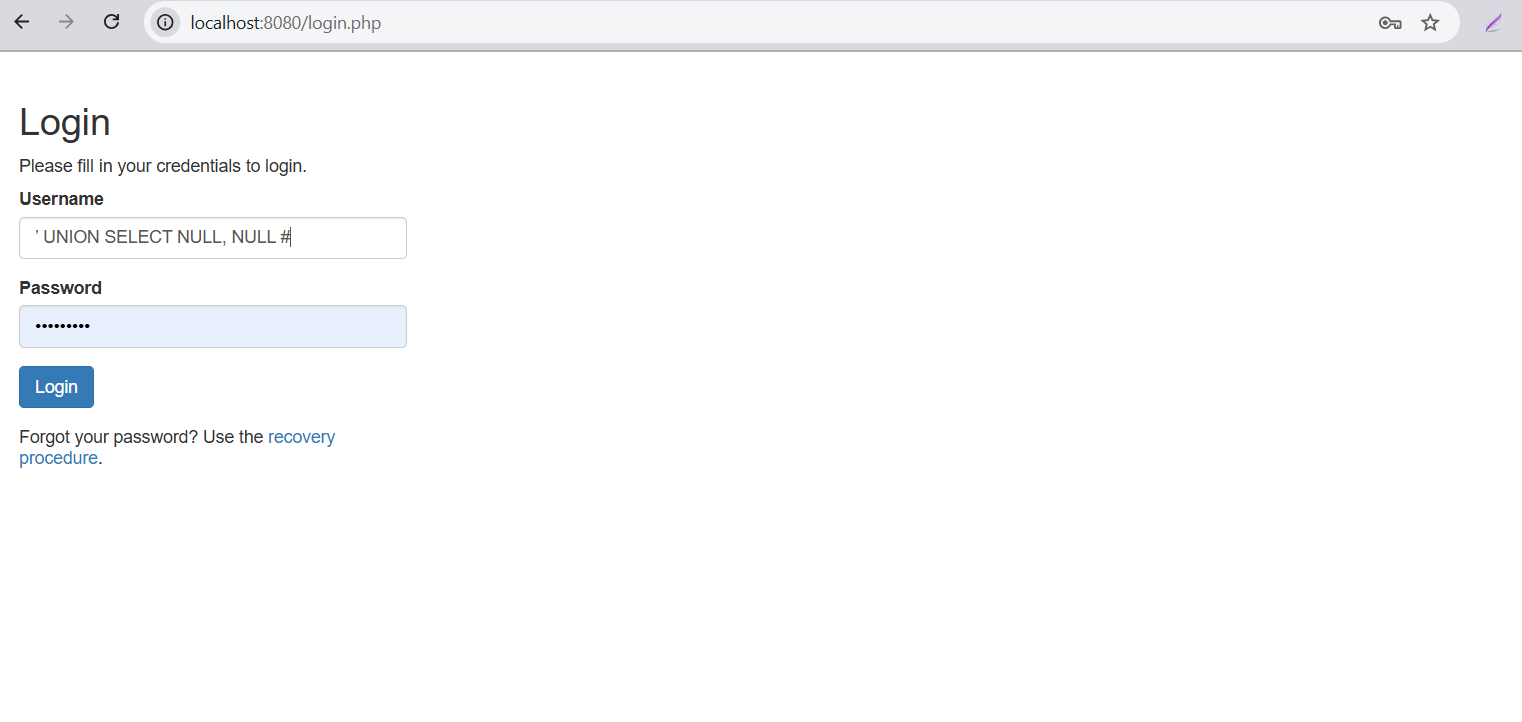 localhost:8080/login.php
Login
Please fill in your credentials to login.
Username
’ UNION SELECT NULL, NULL #
Password
•••••••••
Login
Forgot your password? Use the recovery
procedure.